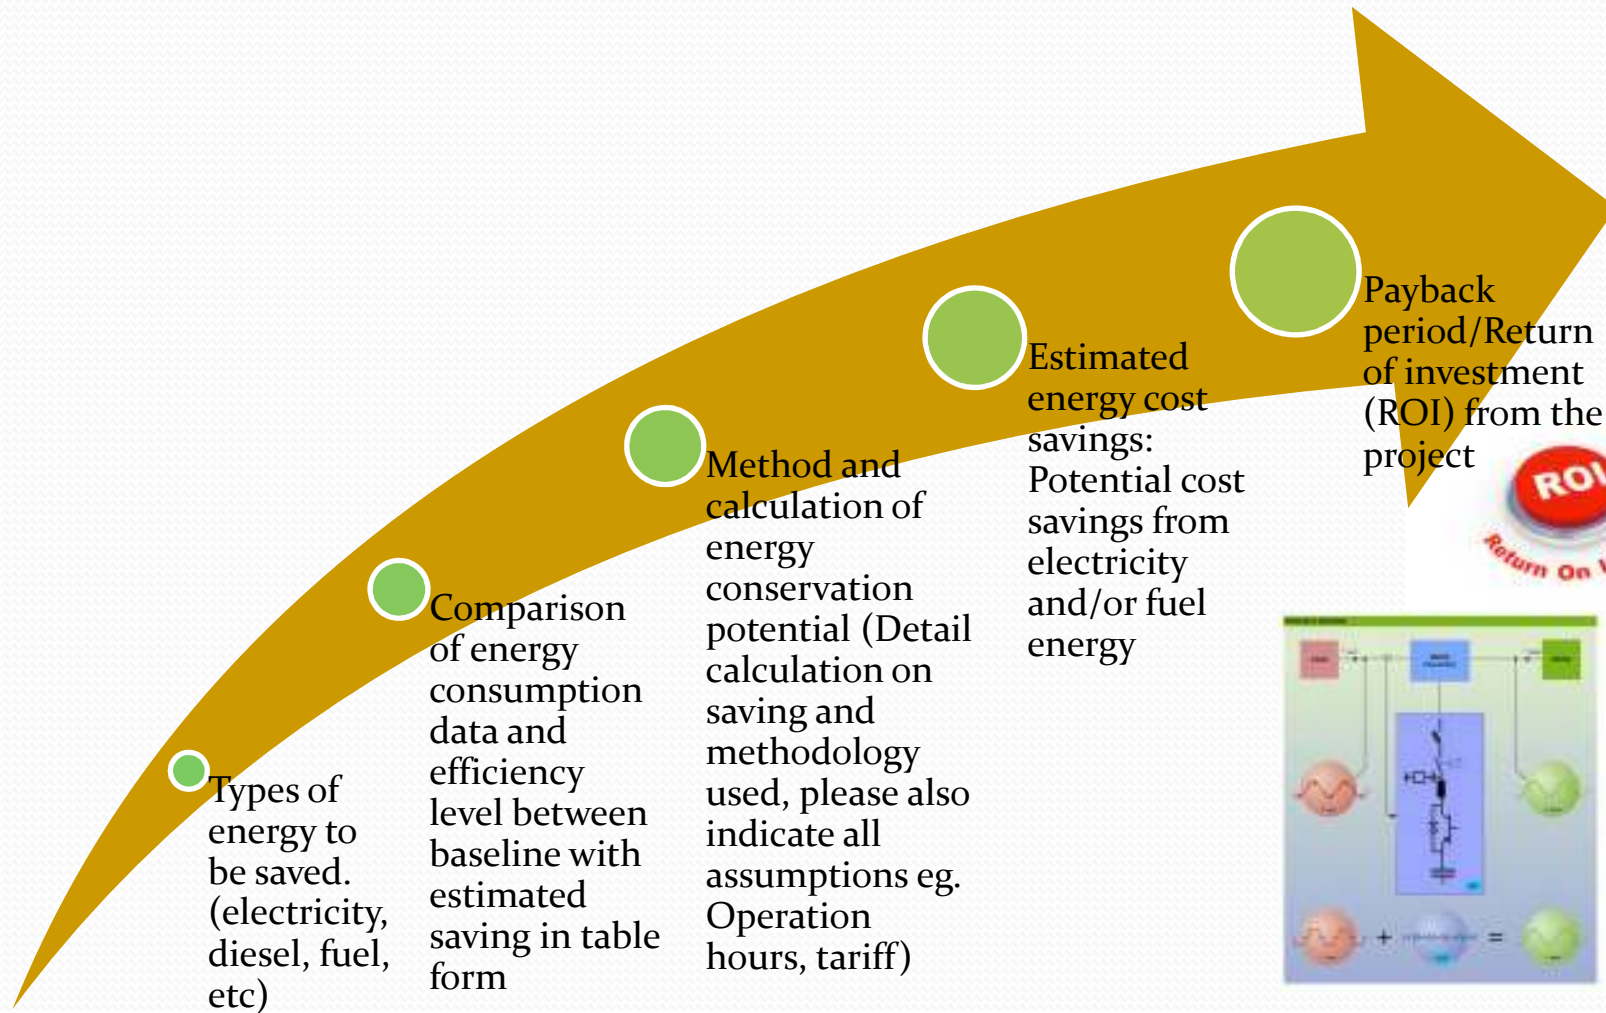 Types of
energy to
be saved.
(electricity,
diesel, fuel,
etc)
Comparison
of energy
consumption
data and
efficiency
level between
baseline with
estimated
saving in table
form
Method and
calculation of
energy
conservation
potential (Detail
calculation on
saving and
methodology
used, please also
indicate all
assumptions eg.
Operation
hours, tariff)
Estimated
energy cost
savings:
Potential cost
savings from
electricity
and/or fuel
energy
Payback
period/Return
of investment
(ROI) from the
project
ROI
Return On
+
=